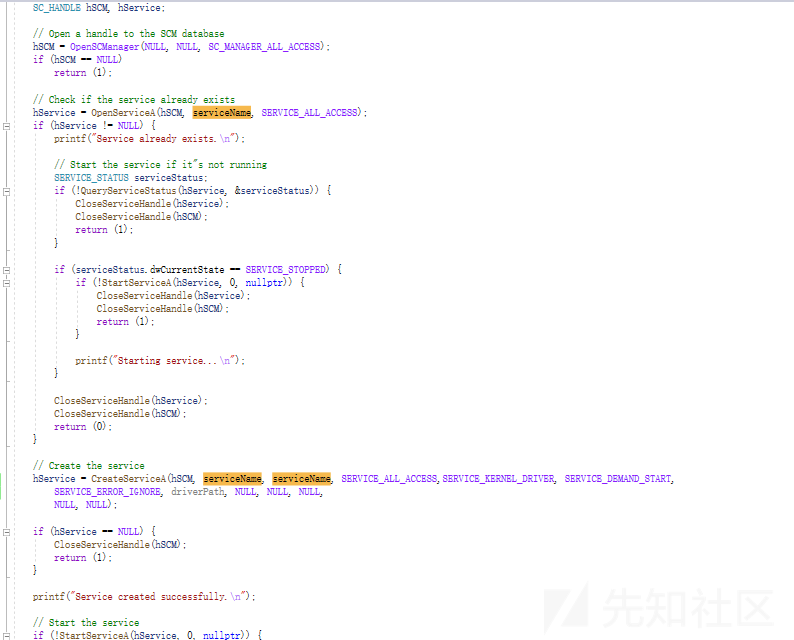 SC_HANDLE hSCM, hService;
// Open a handle to the SCM database
hSCM = OpenSCManager(NULL, NULL, SC_MANAGER_ALL_ACCESS);
if (hSCM == NULL)
return (1);
// Check if the service already exists
hService = OpenServiceA(hSCM, serviceName, SERVICE_ALL_ACCESS);
if (hService != NULL) {
printf("Service already exists.\n");
// Start the service if it"s not running
SERVICE_STATUS serviceStatus;
if (!QueryServiceStatus(hService, &serviceStatus)) {
CloseServiceHandle(hService);
CloseServiceHandle(hSCM);
return (1);
}
if (serviceStatus.dwCurrentState == SERVICE_STOPPED) {
if (!StartServiceA(hService, 0, nullptr)) {
CloseServiceHandle(hService);
CloseServiceHandle(hSCM);
return (1);
}
printf("Starting service...\n");
}
CloseServiceHandle(hService);
CloseServiceHandle(hSCM);
return (0);
}
// Create the service
hService = CreateServiceA(hSCM, serviceName, serviceName, SERVICE_ALL_ACCESS,SERVICE_KERNEL_DRIVER, SERVICE_DEMAND_START,
SERVICE_ERROR_IGNORE, driverPath, NULL, NULL, NULL,
NULL, NULL);
if (hService == NULL) {
CloseServiceHandle(hSCM);
return (1);
}
printf("Service created successfully.\n");
// Start the service
if (!StartServiceA(hService, 0, nullptr)) {
先知社区